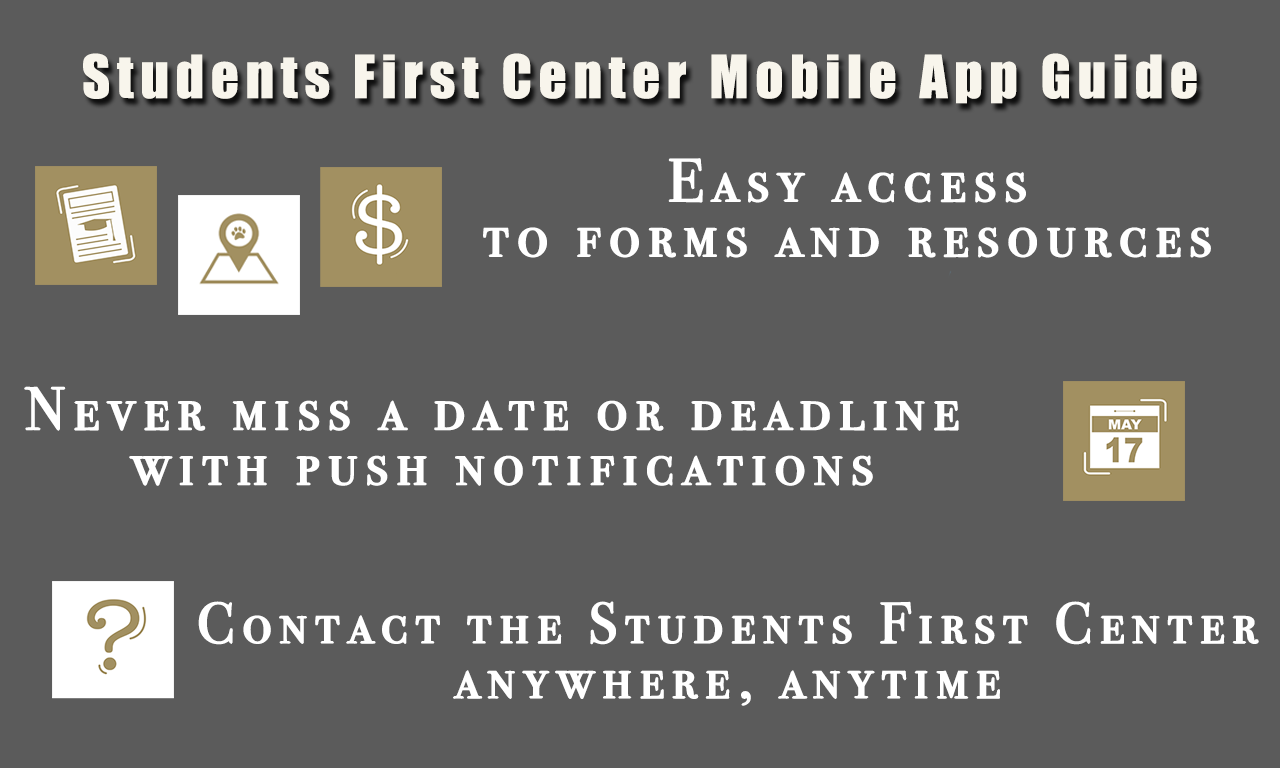 Students First Center Mobile App Guide
$
Easy access
to forms and resources
Never miss a date or deadline
with push notifications
MAY
17
?
Contact the Students First Center
anywhere, anytime